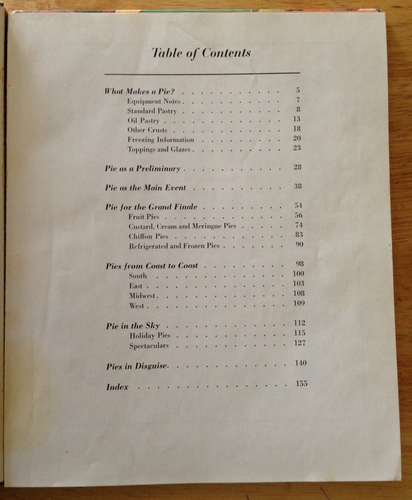 Table of Contents
What Makes a Pie? . . . . . . . . . . . 5
Equipment Notes . . . . . . . . . . . 7
Standard Pastry . . . . . . . . . . . 8
Oil Pastry . . . . . . . . . . . . . 13
Other Crusts . . . . . . . . . . . . 18
Freezing Information . . . . . . . . . 20
Toppings and Glazes . . . . . . . . . . 23
Pie as a Preliminary . . . . . . . . . . . 28
Pie as the Main Event . . . . . . . . . . 38
Pie for the Grand Finale . . . . . . . . . 54
Fruit Pies . . . . . . . . . . . . . 56
Custard, Cream and Meringue Pies . . . . . 74
Chiffon Pies . . . . . . . . . . . . 83
Refrigerated and Frozen Pies . . . . . . . 90
Pies from Coast to Coast . . . . . . . . . 98
South . . . . . . . . . . . . . . 100
East . . . . . . . . . . . . . . 103
Midwest . . . . . . . . . . . . . 108
West . . . . . . . . . . . . . . 109
Pie in the Sky . . . . . . . . . . . . . 112
Holiday Pies . . . . . . . . . . . . 115
Spectaculars . . . . . . . . . . . . 127
Pies in Disguise . . . . . . . . . . . . 140
Index . . . . . . . . . . . . . . . 155